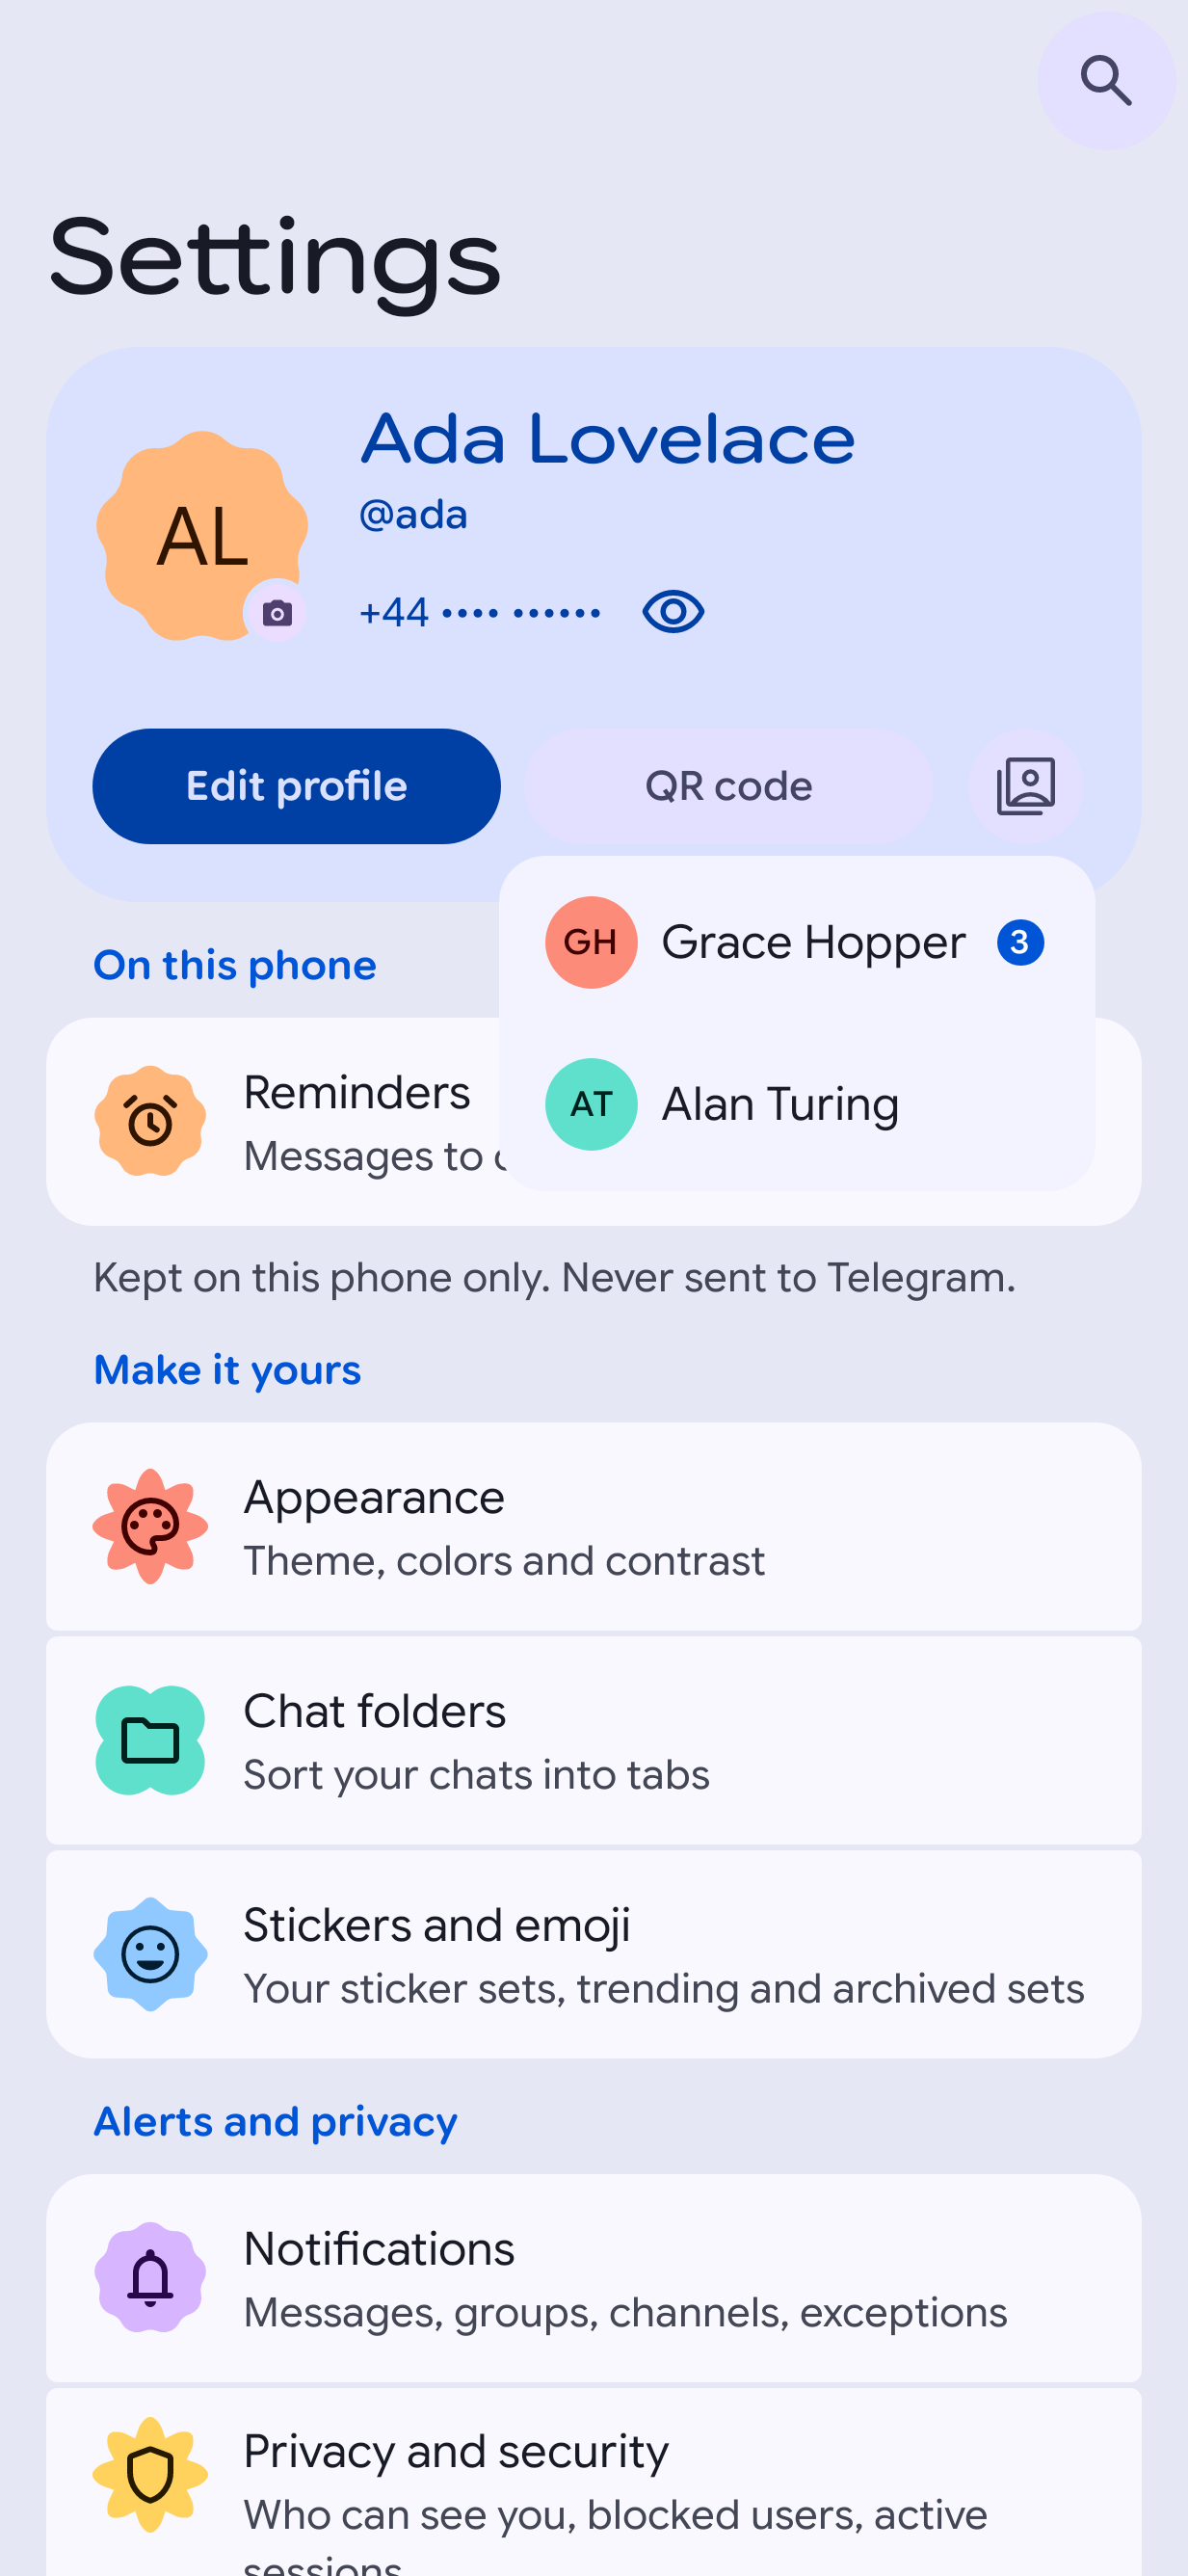 Settings
Ada Lovelace
@ada
AL
+44 •••• ••••••
Edit profile
QR code
GH
Grace Hopper
3
On this phone
AT
Alan Turing
Reminders
Messages to
Kept on this phone only. Never sent to Telegram.
Make it yours
Appearance
Theme, colors and contrast
Chat folders
Sort your chats into tabs
Stickers and emoji
Your sticker sets, trending and archived sets
Alerts and privacy
Notifications
Messages, groups, channels, exceptions
Privacy and security
Who can see you, blocked users, active
sessions